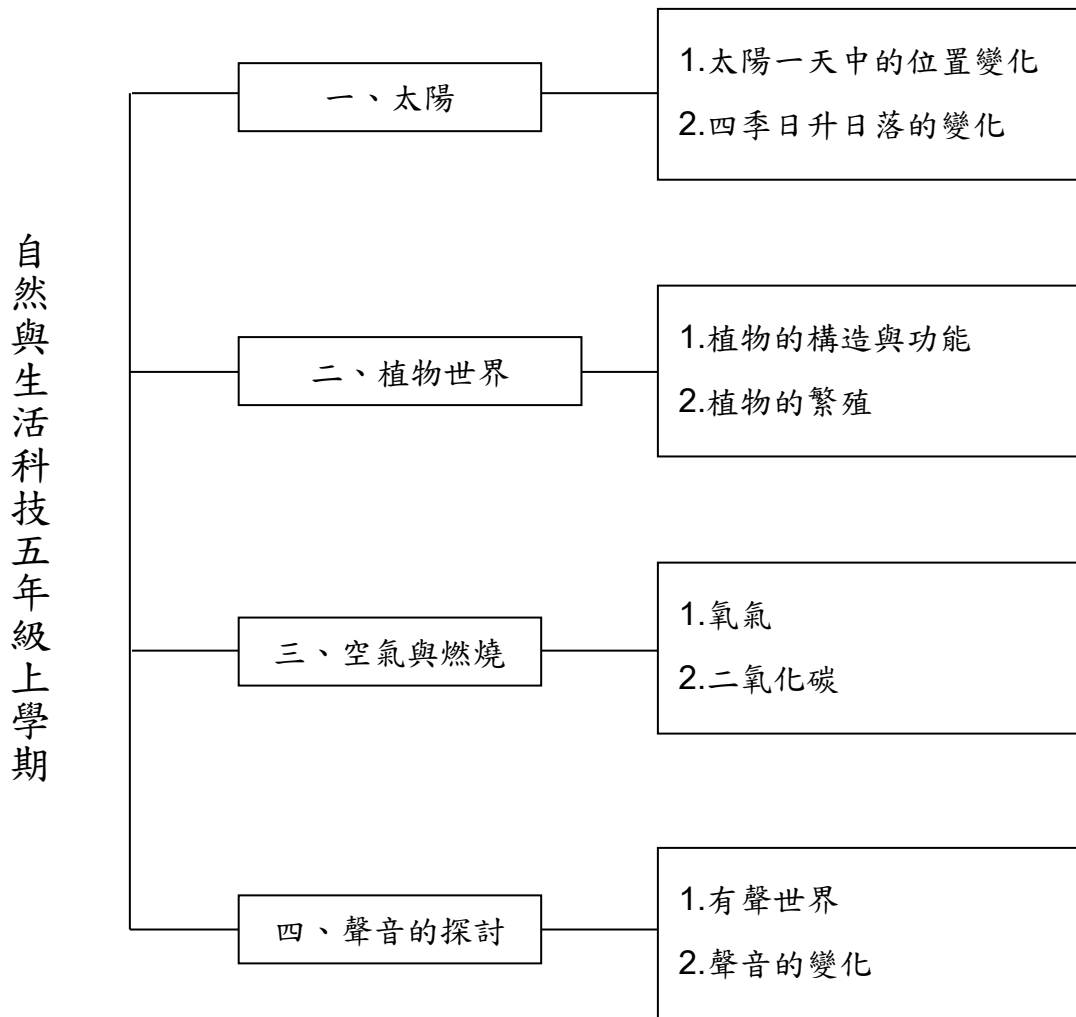 自然與生活科技五年級上學期
一、太陽
1.太陽一天中的位置變化
2.四季日升日落的變化
二、植物世界
1.植物的構造與功能
2.植物的繁殖
三、空氣與燃燒
1.氧氣
2.二氧化碳
四、聲音的探討
1.有聲世界
2.聲音的變化